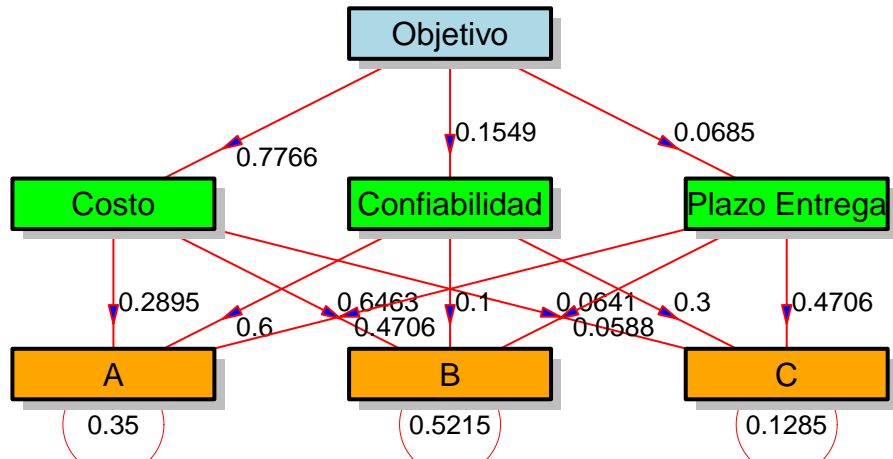 Objetivo
0.7766
0.1549
0.0685
Costo
Confiabilidad
Plazo Entrega
0.2895
0.6463
0.1
0.0641
0.3
0.4706
0.6
0.4706
0.0588
A
B
C
0.35
0.5215
0.1285